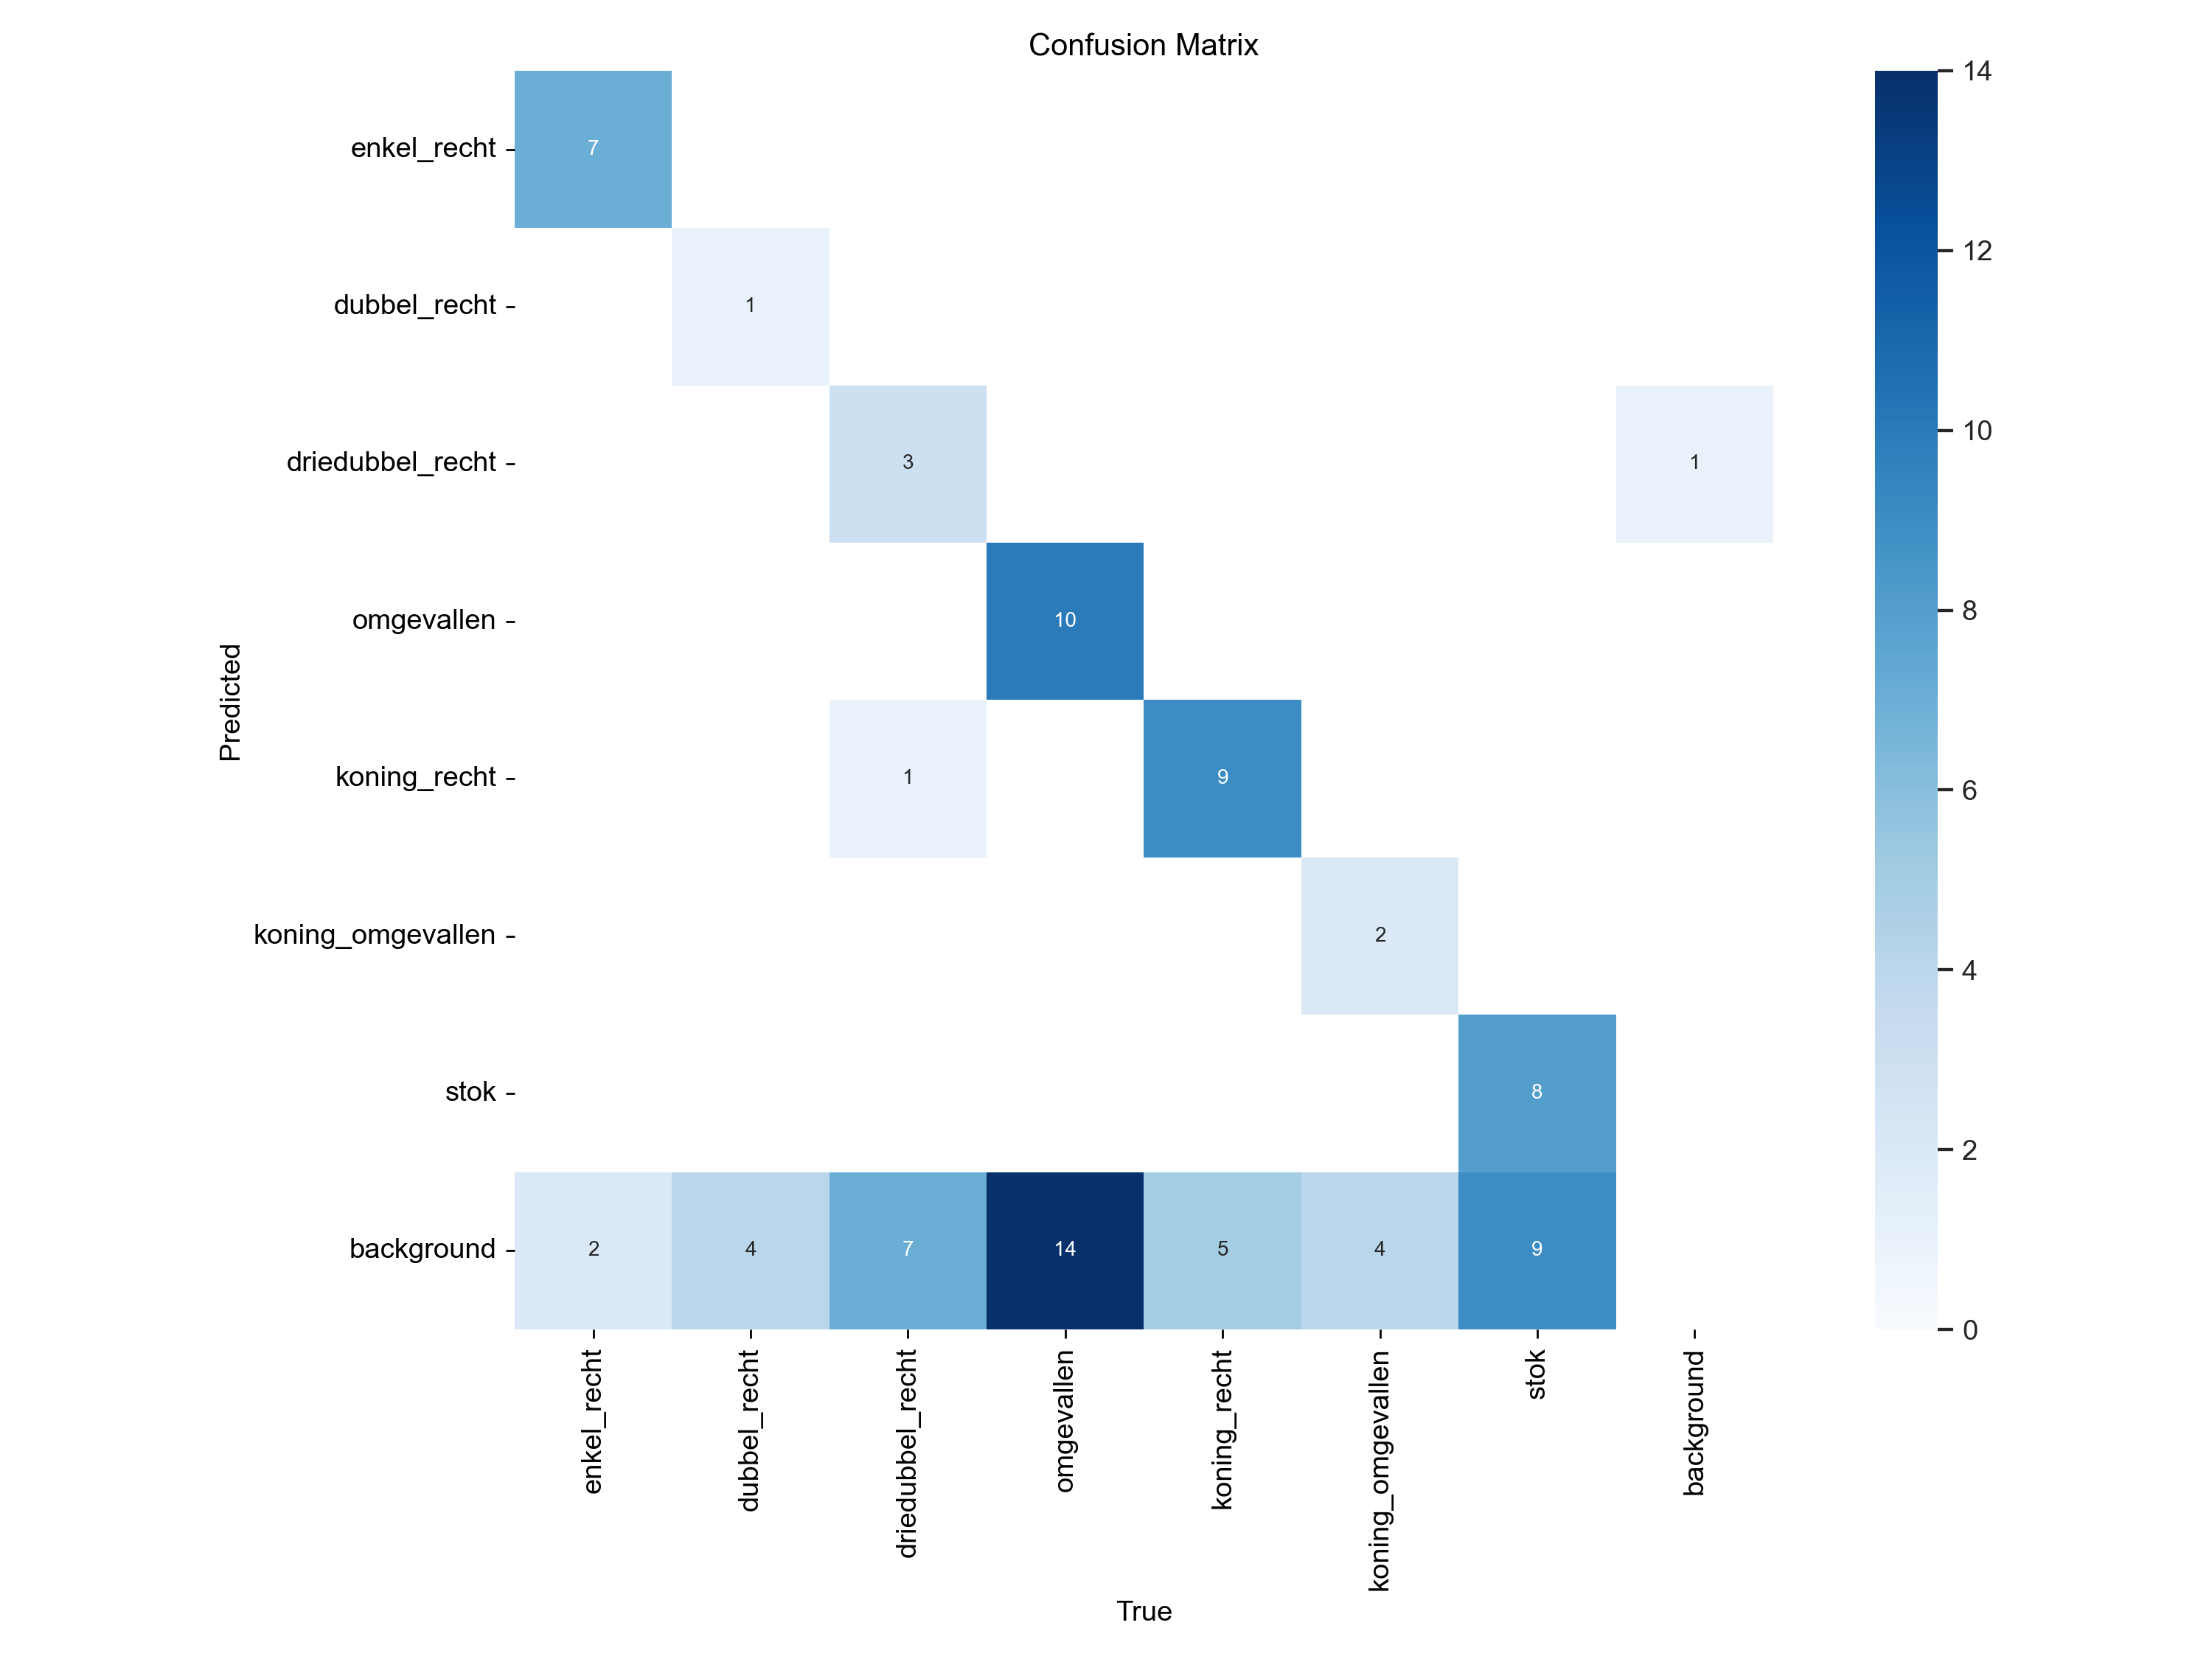 Confusion Matrix
enkel_recht
7
dubbel_recht
1
driedubbel_recht
3
1
omgevallen
10
koning_recht
1
9
koning_omgevallen
2
stok
8
background
2
4
7
14
5
4
9
Predicted
enkel_recht
dubbel_recht
driedubbel_recht
omgevallen
koning_recht
koning_omgevallen
stok
background
True
14
12
10
8
6
4
2
0